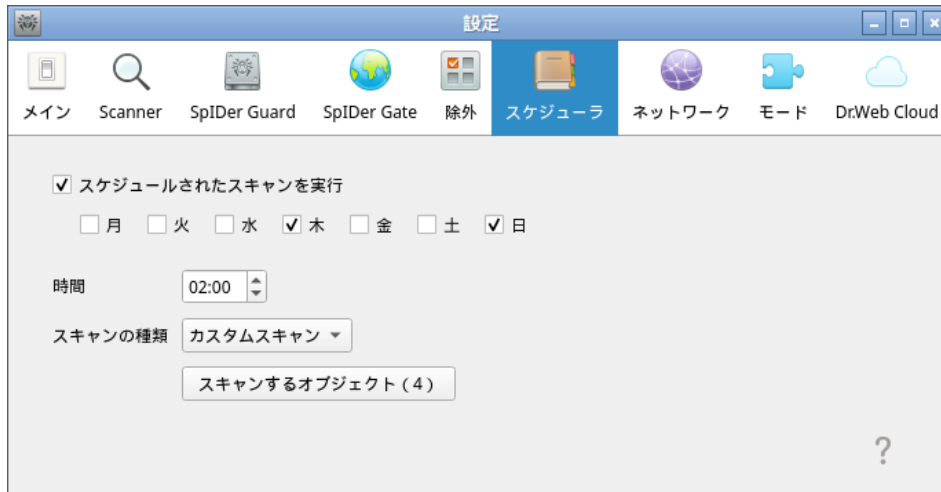 設定
メイン Scanner SpIDer Guard SpIDer Gate 除外 スケジューラ ネットワーク モード Dr.Web Cloud
スケジュールされたスキャンを実行
月 火 水 木 金 土 日
時間 02:00
スキャンの種類 カスタムスキャン
スキャンするオブジェクト ( 4 )
?